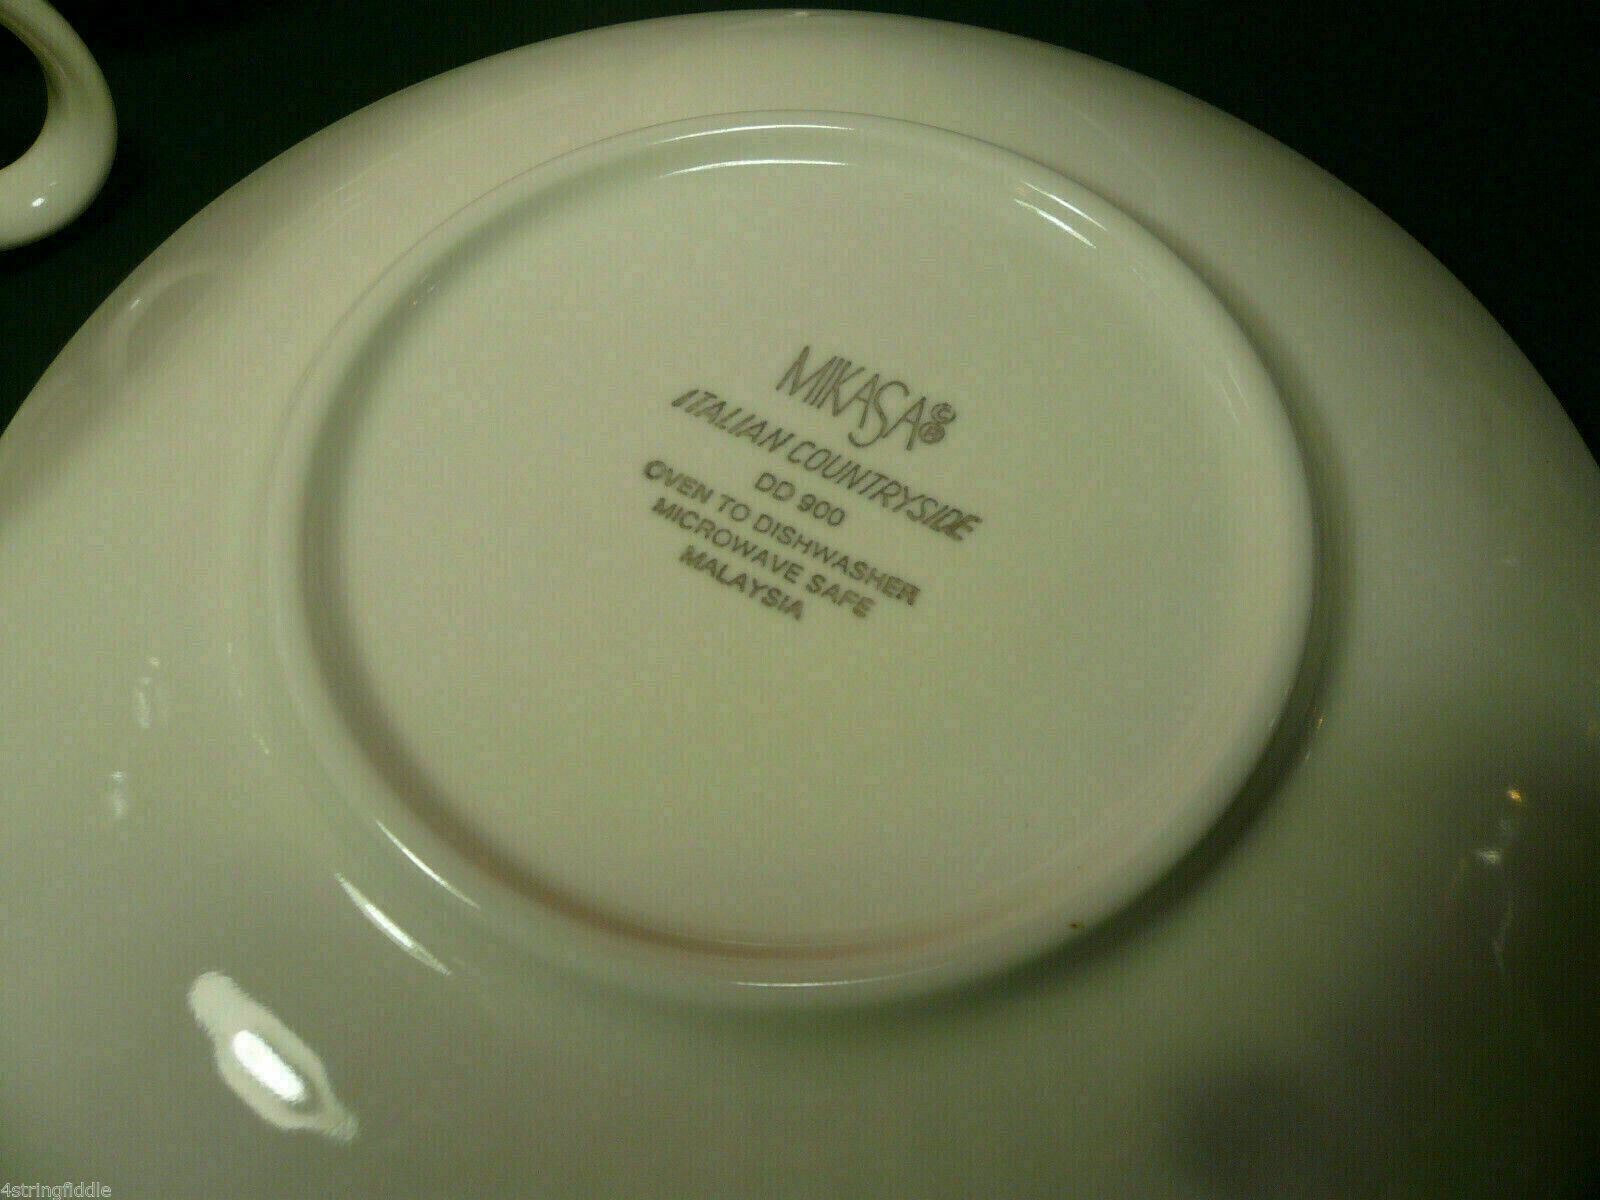 MIKASA © ®
ITALIAN COUNTRYSIDE
DD 900
OVEN TO DISHWASHER
MICROWAVE SAFE
MALAYSIA
4stringfiddle